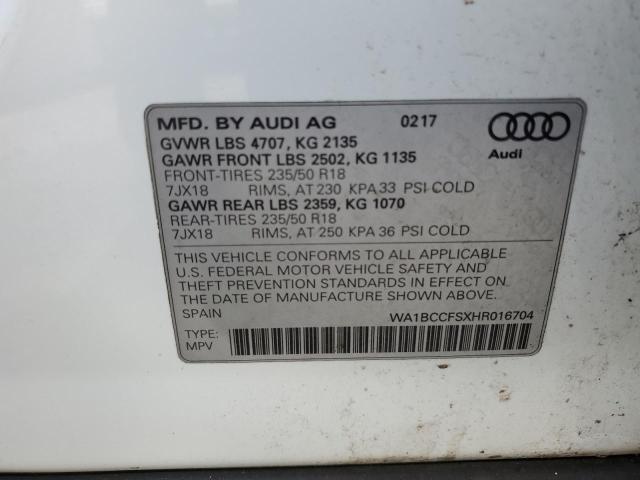 MFD. BY AUDI AG 0217
GVWR LBS 4707, KG 2135
GAWR FRONT LBS 2502, KG 1135
FRONT-TIRES 235/50 R18
7JX18 RIMS, AT 230 KPA 33 PSI COLD
GAWR REAR LBS 2359, KG 1070
REAR-TIRES 235/50 R18
7JX18 RIMS, AT 250 KPA 36 PSI COLD
Audi
THIS VEHICLE CONFORMS TO ALL APPLICABLE
U.S. FEDERAL MOTOR VEHICLE SAFETY AND
THEFT PREVENTION STANDARDS IN EFFECT ON
THE DATE OF MANUFACTURE SHOWN ABOVE.
SPAIN WA1BCCFSXHR016704
TYPE:
MPV